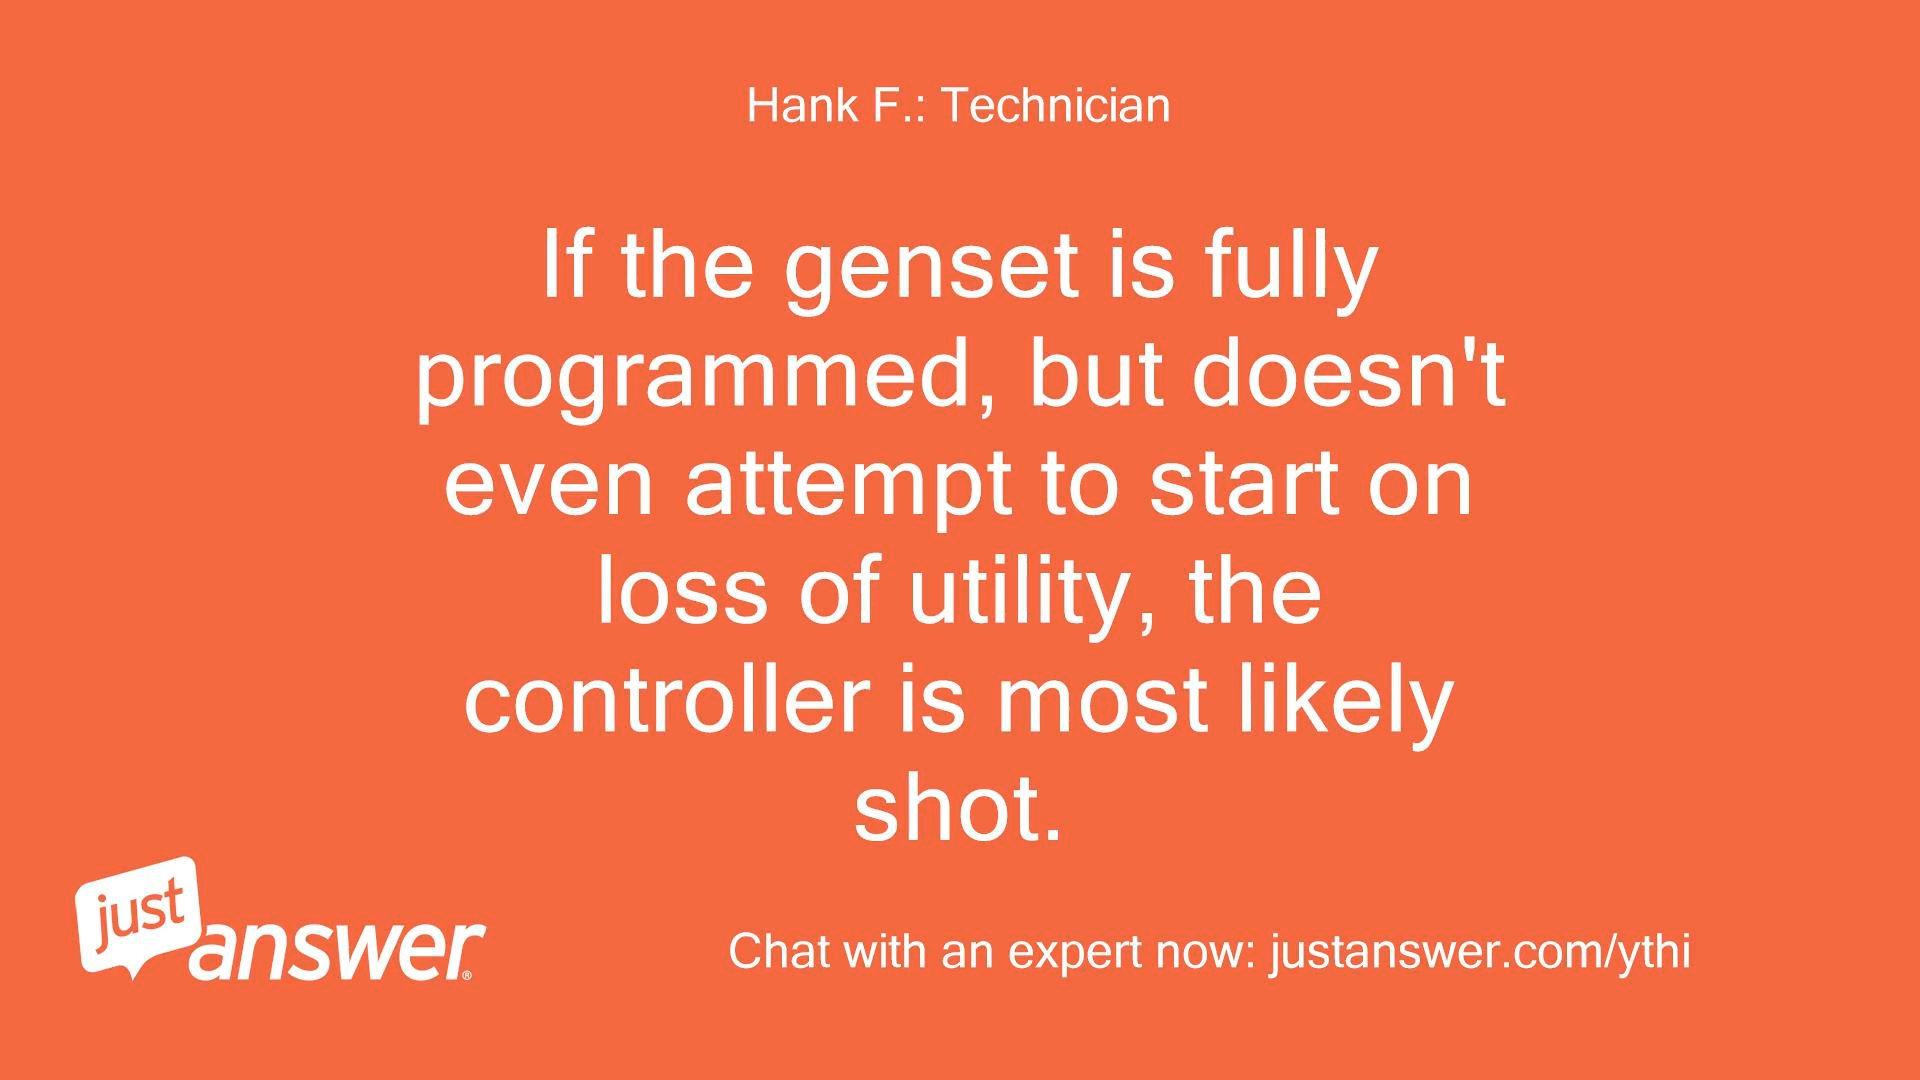 Hank F.: Technician
If the genset is fully
programmed, but doesn't
even attempt to start on
loss of utility, the
controller is most likely
shot.
just
answer®
Chat with an expert now: justanswer.com/ythi